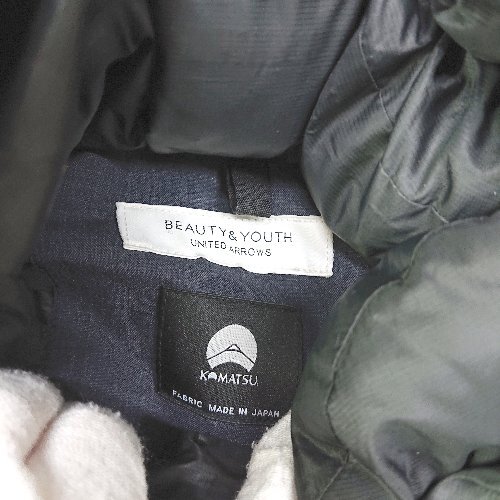 BEAUTY&YOUTH
UNITED ARROWS
KOMATSU
FABRIC MADE IN JAPAN